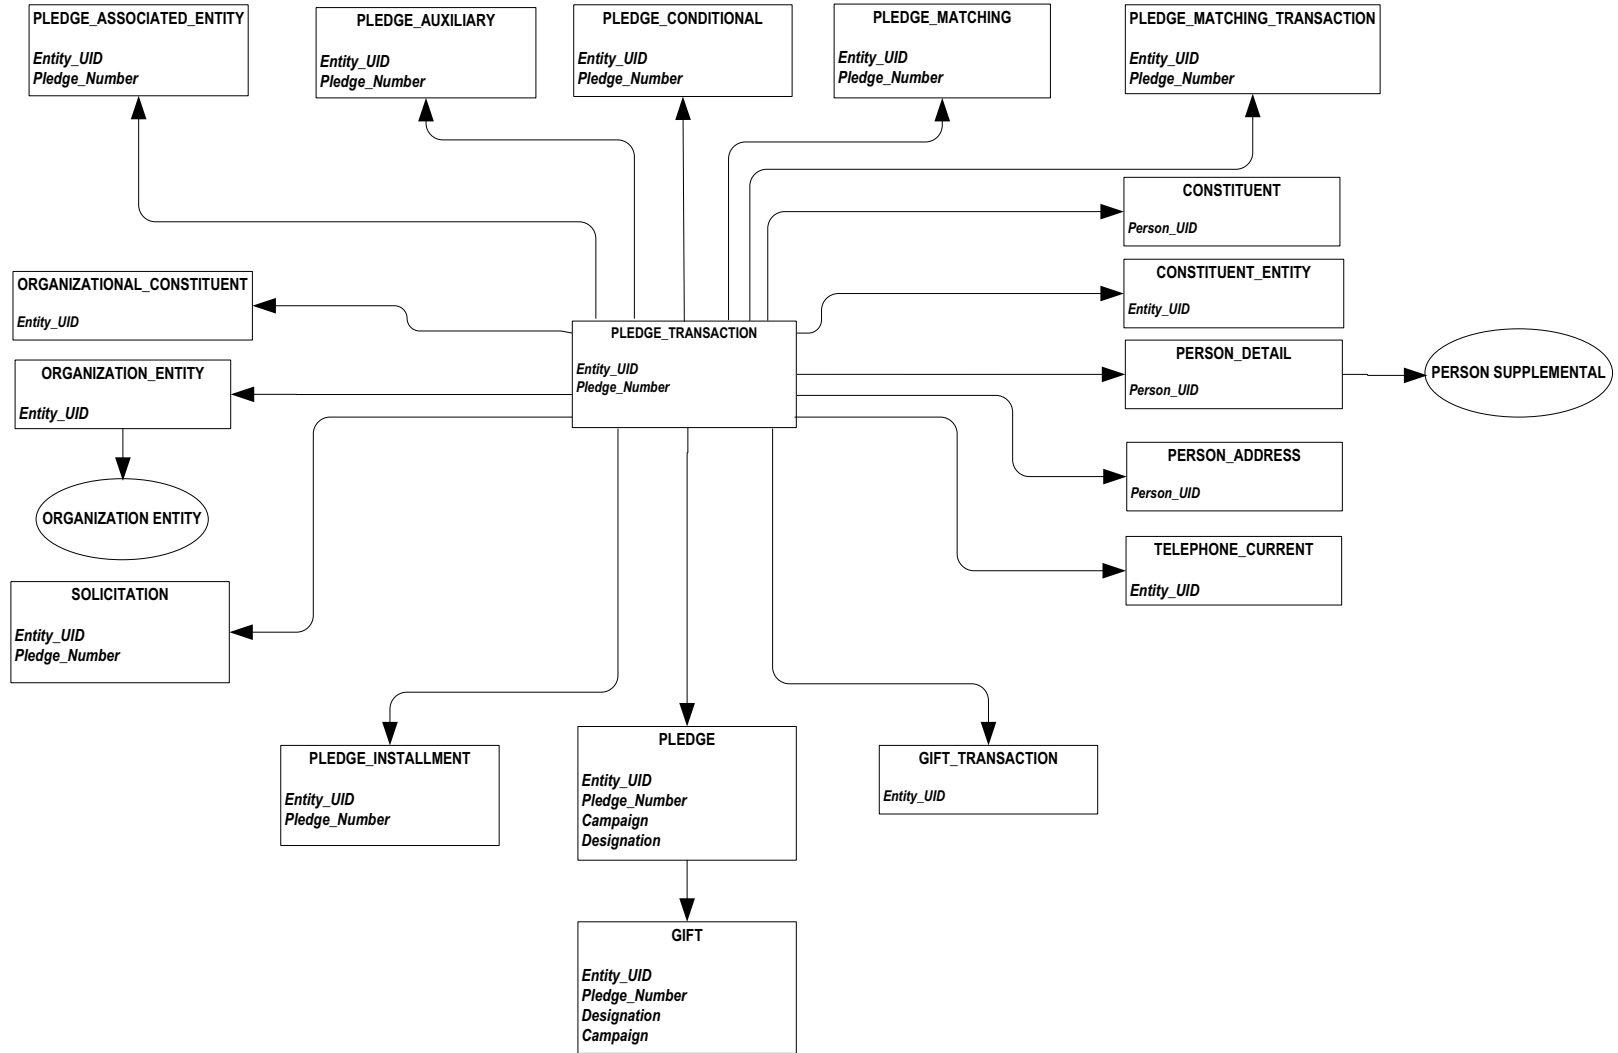 PLEDGE_ASSOCIATED_ENTITY
Entity_UID
Pledge_Number
PLEDGE_AUXILIARY
Entity_UID
Pledge_Number
PLEDGE_CONDITIONAL
Entity_UID
Pledge_Number
PLEDGE_MATCHING
Entity_UID
Pledge_Number
PLEDGE_MATCHING_TRANSACTION
Entity_UID
Pledge_Number
CONSTITUENT
Person_UID
ORGANIZATIONAL_CONSTITUENT
Entity_UID
CONSTITUENT_ENTITY
Entity_UID
PLEDGE_TRANSACTION
Entity_UID
Pledge_Number
ORGANIZATION_ENTITY
Entity_UID
PERSON_DETAIL
Person_UID
PERSON SUPPLEMENTAL
PERSON_ADDRESS
Person_UID
ORGANIZATION ENTITY
TELEPHONE_CURRENT
Entity_UID
SOLICITATION
Entity_UID
Pledge_Number
PLEDGE_INSTALLMENT
Entity_UID
Pledge_Number
PLEDGE
Entity_UID
Pledge_Number
Campaign
Designation
GIFT_TRANSACTION
Entity_UID
GIFT
Entity_UID
Pledge_Number
Designation
Campaign